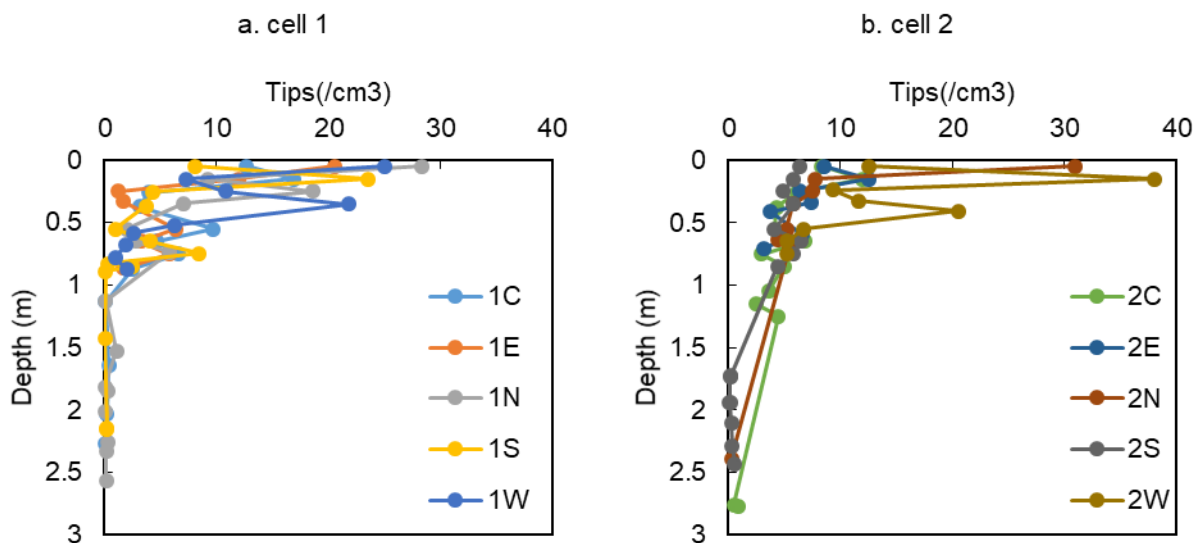 a. cell 1
Tips(/cm3)
0 10 20 30 40
0
0.5
1
1.5
2
2.5
3
Depth (m)
1C
1E
1N
1S
1W
b. cell 2
Tips(/cm3)
0 10 20 30 40
0
0.5
1
1.5
2
2.5
3
Depth (m)
2C
2E
2N
2S
2W